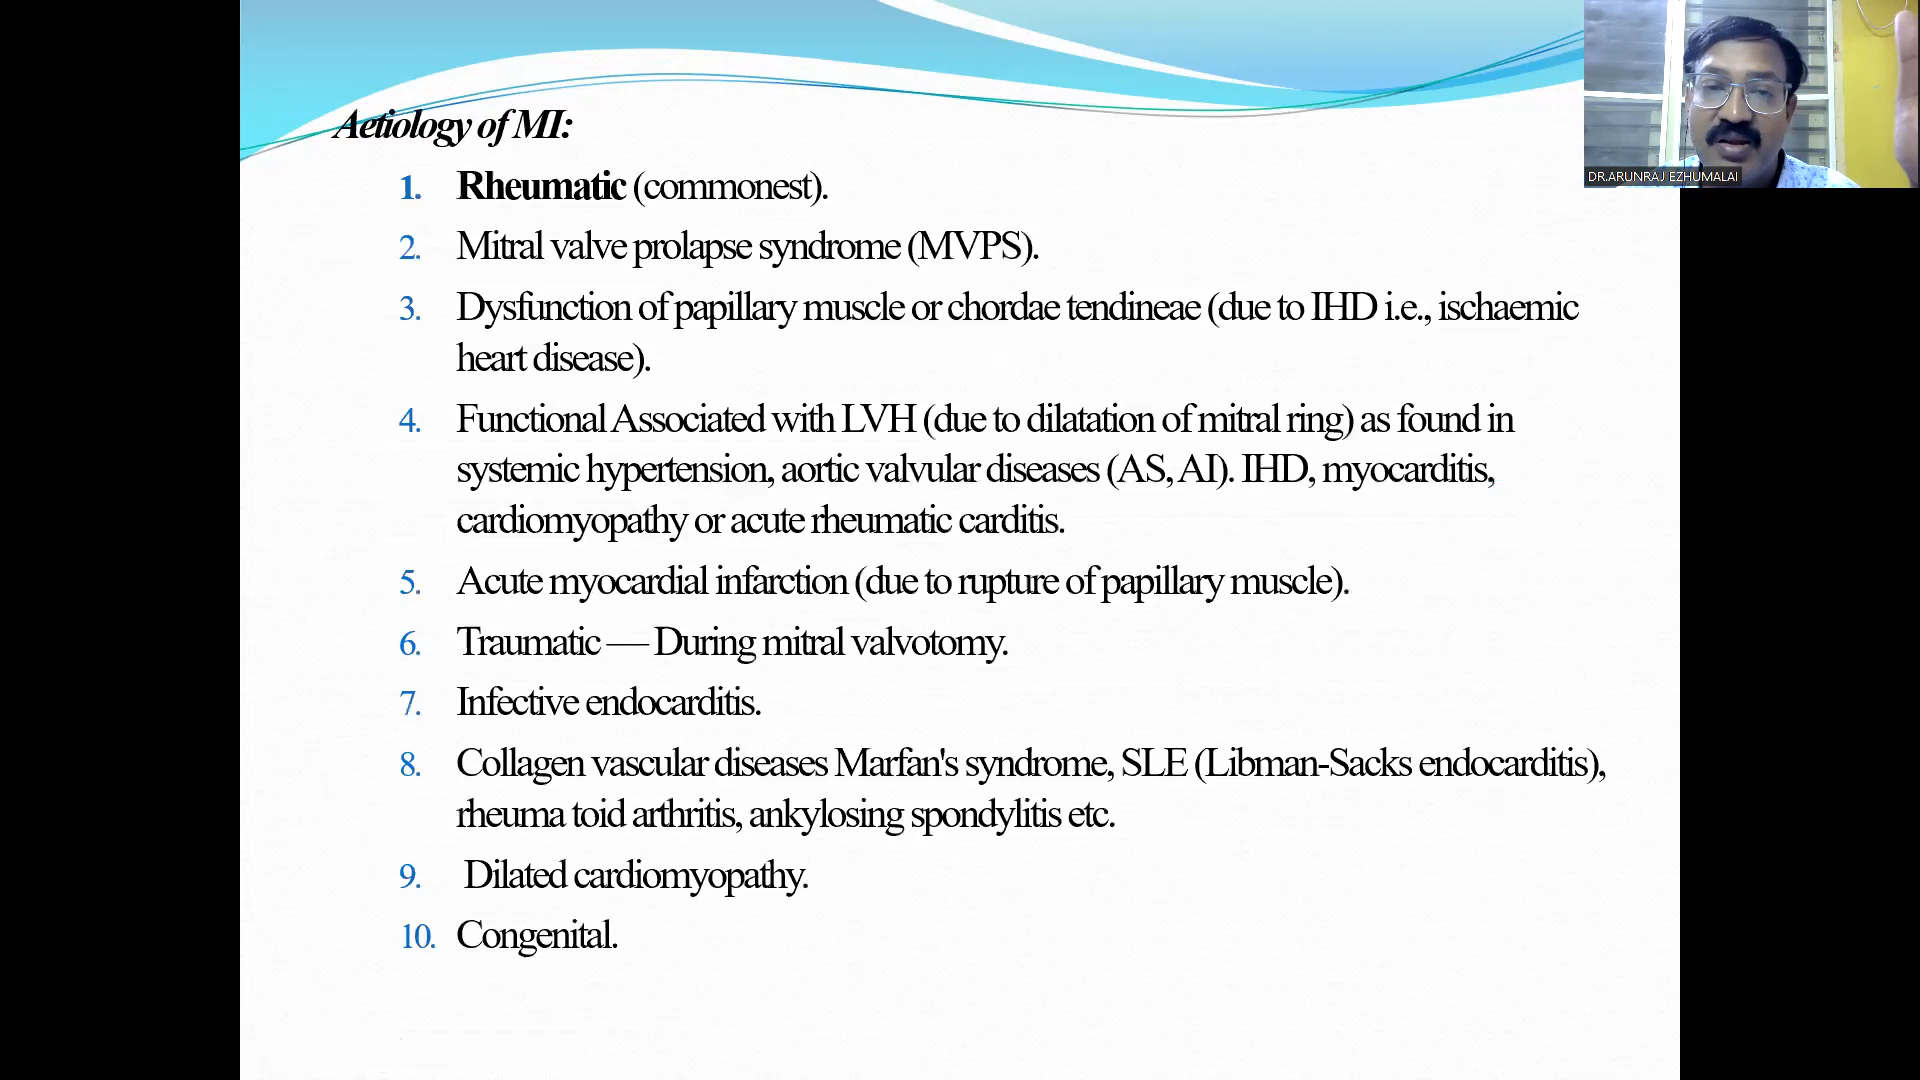 Aetiology of MI:
1. Rheumatic (commonest).
2. Mitral valve prolapse syndrome (MVPS).
3. Dysfunction of papillary muscle or chordae tendineae (due to IHD i.e., ischaemic
heart disease).
4. Functional Associated with LVH (due to dilatation of mitral ring) as found in
systemic hypertension, aortic valvular diseases (AS, AI). IHD, myocarditis,
cardiomyopathy or acute rheumatic carditis.
5. Acute myocardial infarction (due to rupture of papillary muscle).
6. Traumatic — During mitral valvotomy.
7. Infective endocarditis.
8. Collagen vascular diseases Marfan's syndrome, SLE (Libman-Sacks endocarditis),
rheuma toid arthritis, ankylosing spondylitis etc.
9. Dilated cardiomyopathy.
10. Congenital.
DR.ARUNRAJ EZHUMALAI